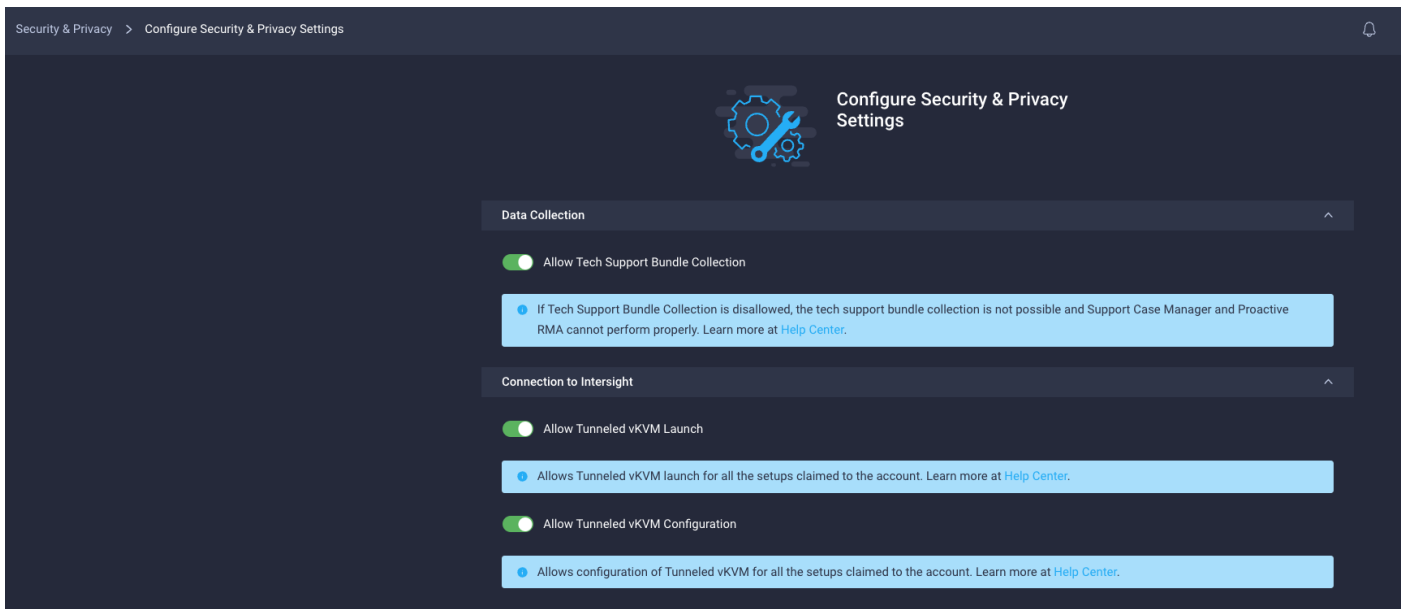 Security & Privacy > Configure Security & Privacy Settings
Configure Security & Privacy
Settings
Data Collection
Allow Tech Support Bundle Collection
If Tech Support Bundle Collection is disallowed, the tech support bundle collection is not possible and Support Case Manager and Proactive
RMA cannot perform properly. Learn more at Help Center.
Connection to Intersight
Allow Tunneled vKVM Launch
Allows Tunneled vKVM launch for all the setups claimed to the account. Learn more at Help Center.
Allow Tunneled vKVM Configuration
Allows configuration of Tunneled vKVM for all the setups claimed to the account. Learn more at Help Center.